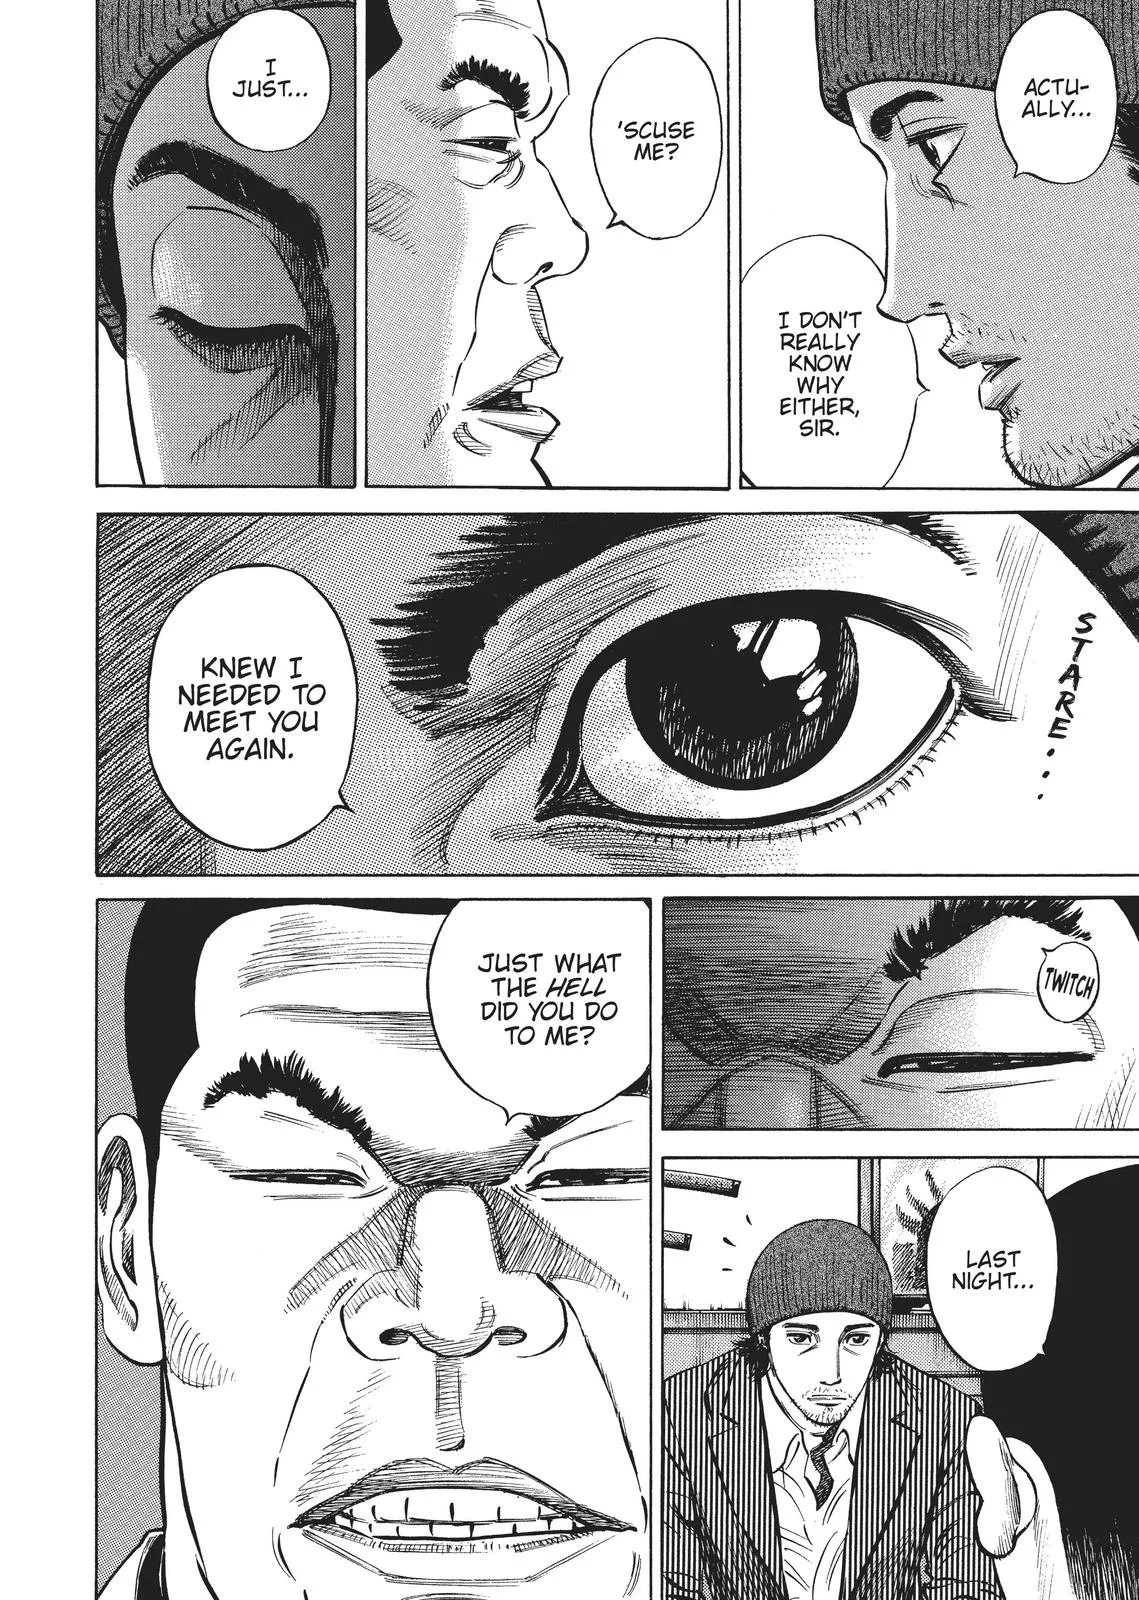 ACTU-
ALLY...
I DON'T
REALLY
KNOW
WHY
EITHER,
SIR.
'SCUSE
ME?
I
JUST...
KNEW I
NEEDED TO
MEET YOU
AGAIN.
STARE...
TWITCH
LAST
NIGHT...
JUST WHAT
THE HELL
DID YOU DO
TO ME?